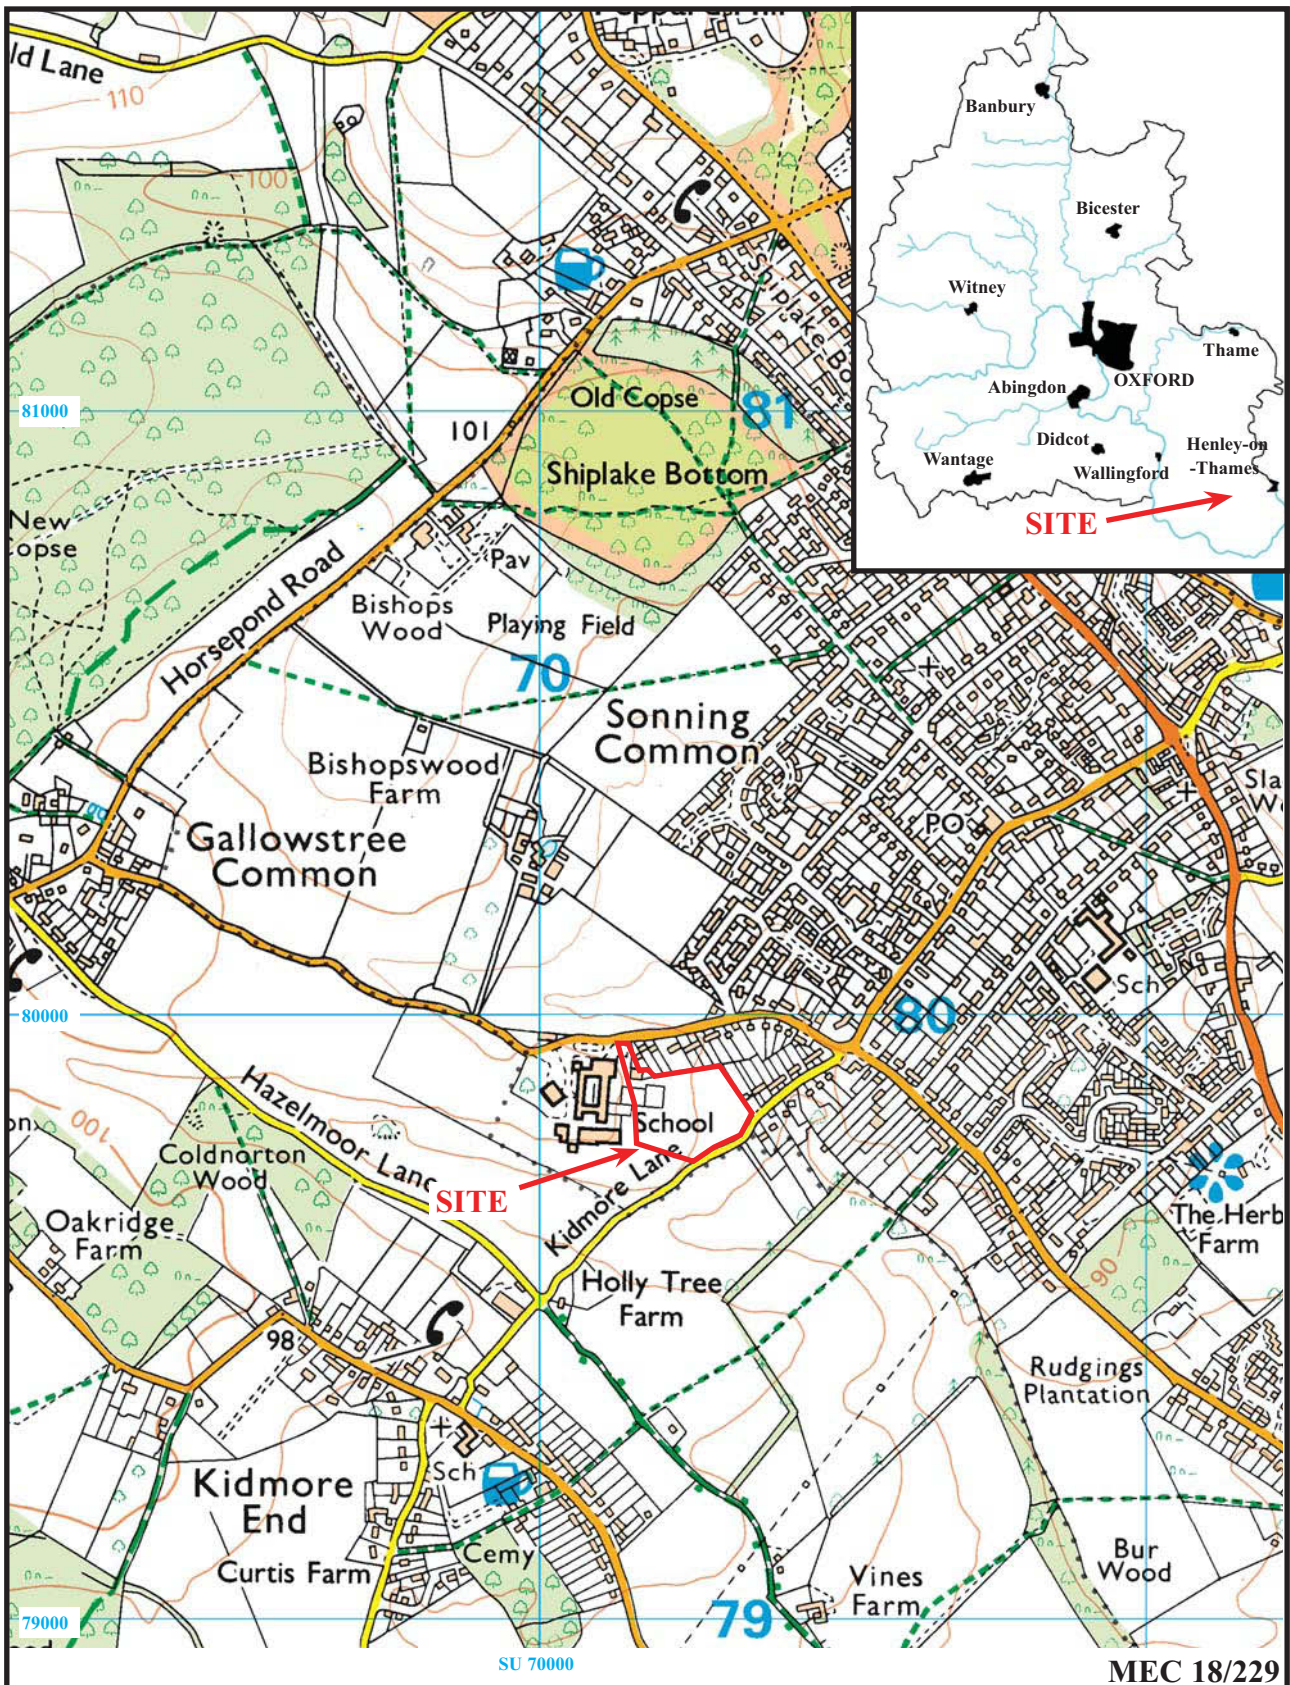 ld Lane
110
100
81000
101
Old Copse
81
Shiplake Bottom
New
opse
Horsepond Road
Pav
Bishops
Wood
Playing Field
70
Sonning
Common
Bishopswood
Farm
Gallowstree
Common
PO
Sla
Sch
80000
80
Hazelmoor Lane
100
Coldnorton
Wood
School
SITE
Kidmore Lane
Oakridge
Farm
The Herb
Farm
90
Holly Tree
Farm
98
Rudgings
Plantation
Kidmore
End
Sch
Curtis Farm
Cemy
Bur
Wood
Vines
Farm
79000
79
SU 70000
MEC 18/229
Banbury
Bicester
Witney
Thame
OXFORD
Abingdon
Didcot
Henley-on
-Thames
Wantage
Wallingford
SITE